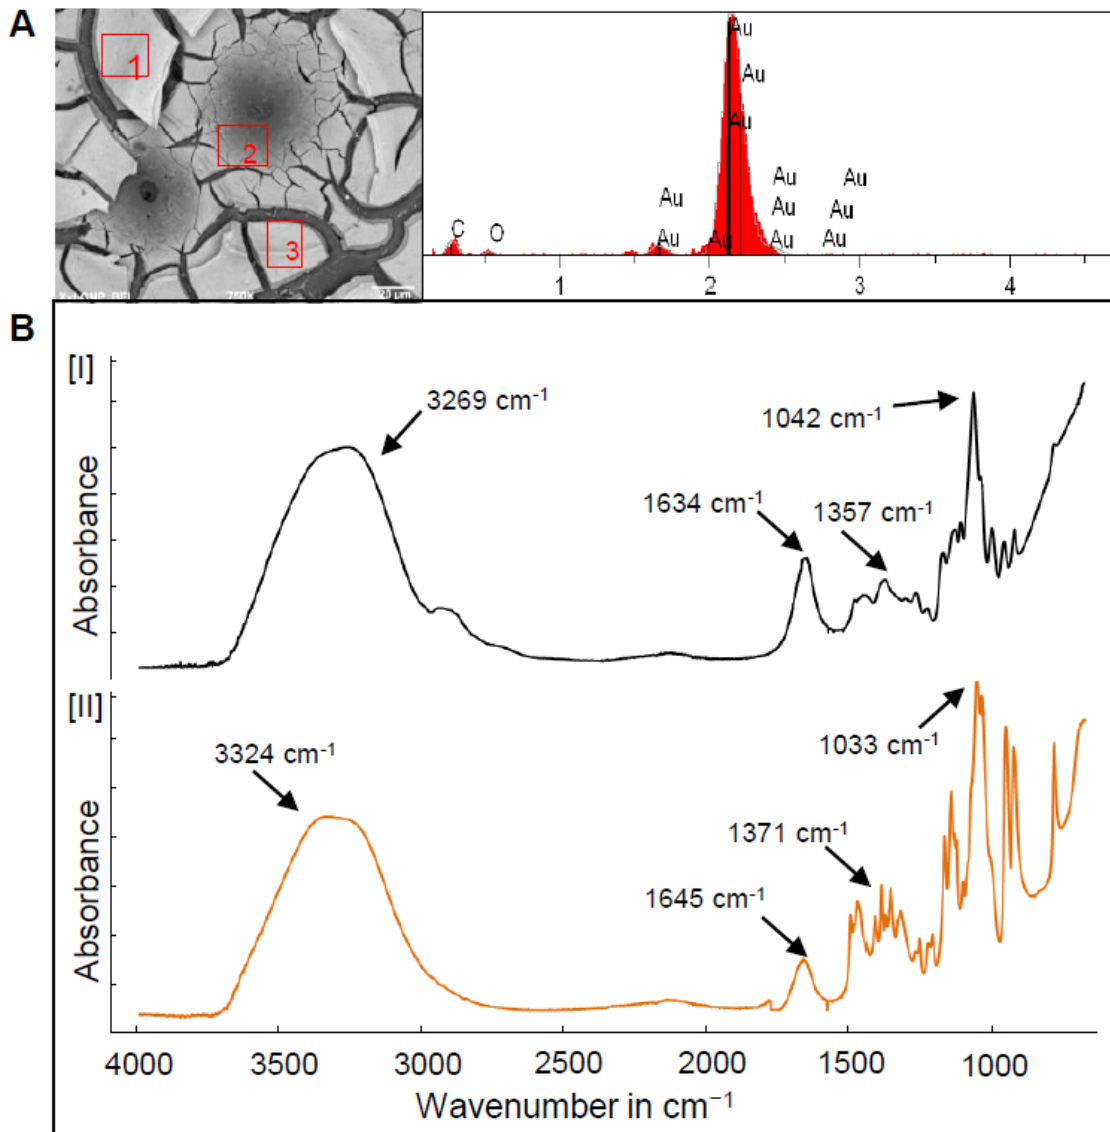 A
1
2
3
750X
20 µm
Au
Au
Au
Au
Au
Au
Au
Au
C
O
Au
Au
Au
Au
1
2
3
4
B
[I]
Absorbance
3269 cm⁻¹
1042 cm⁻¹
1634 cm⁻¹
1357 cm⁻¹
[II]
Absorbance
3324 cm⁻¹
1033 cm⁻¹
1371 cm⁻¹
1645 cm⁻¹
4000
3500
3000
2500
2000
1500
1000
Wavenumber in cm⁻¹